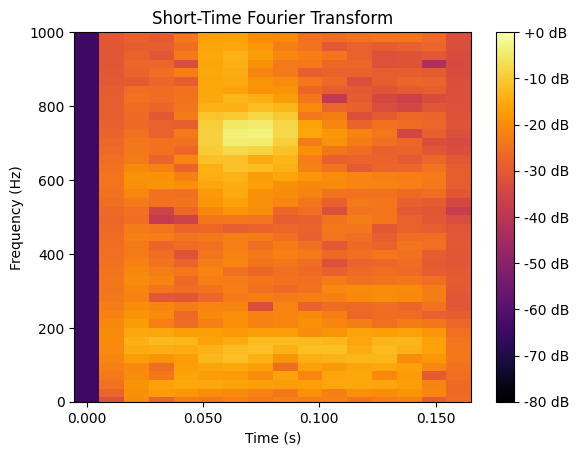 Short-Time Fourier Transform
1000
800
600
400
200
0
Frequency (Hz)
0.000
0.050
0.100
0.150
Time (s)
+0 dB
-10 dB
-20 dB
-30 dB
-40 dB
-50 dB
-60 dB
-70 dB
-80 dB